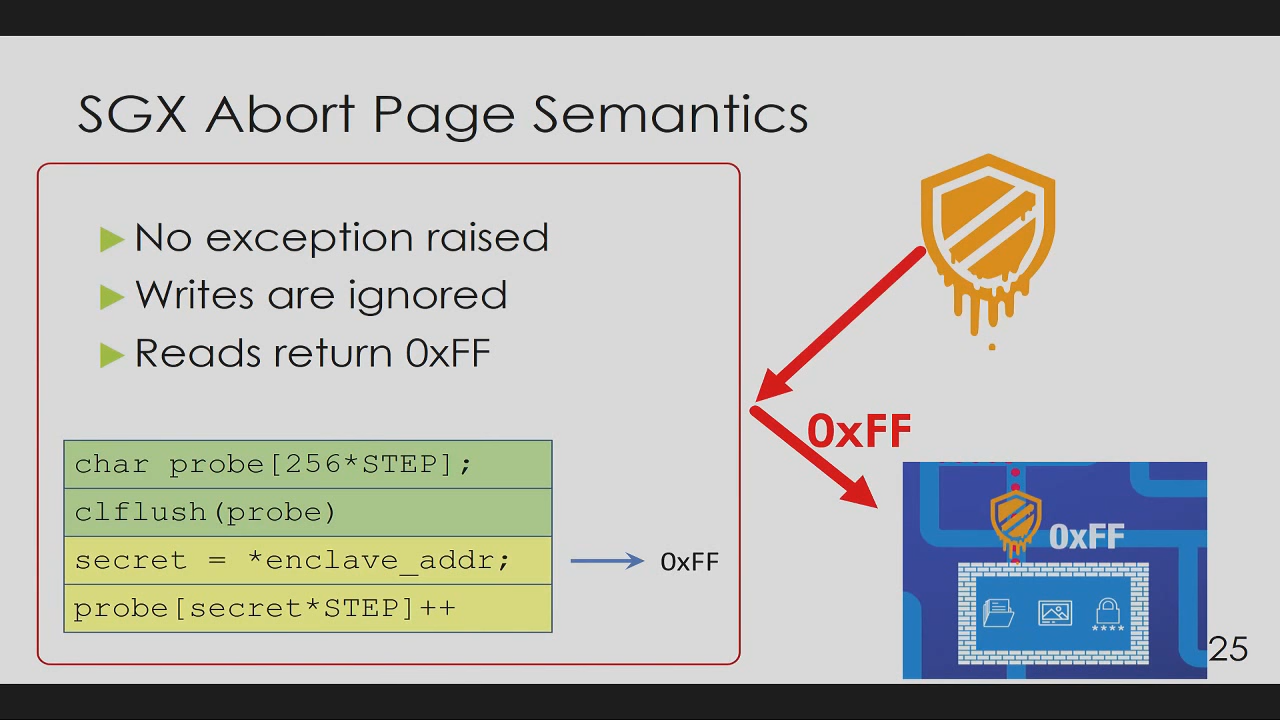 SGX Abort Page Semantics
No exception raised
Writes are ignored
Reads return 0xFF
char probe[256*STEP];
clflush(probe)
secret = *enclave_addr;
probe[secret*STEP]++
0xFF
0xFF
0xFF
****
25